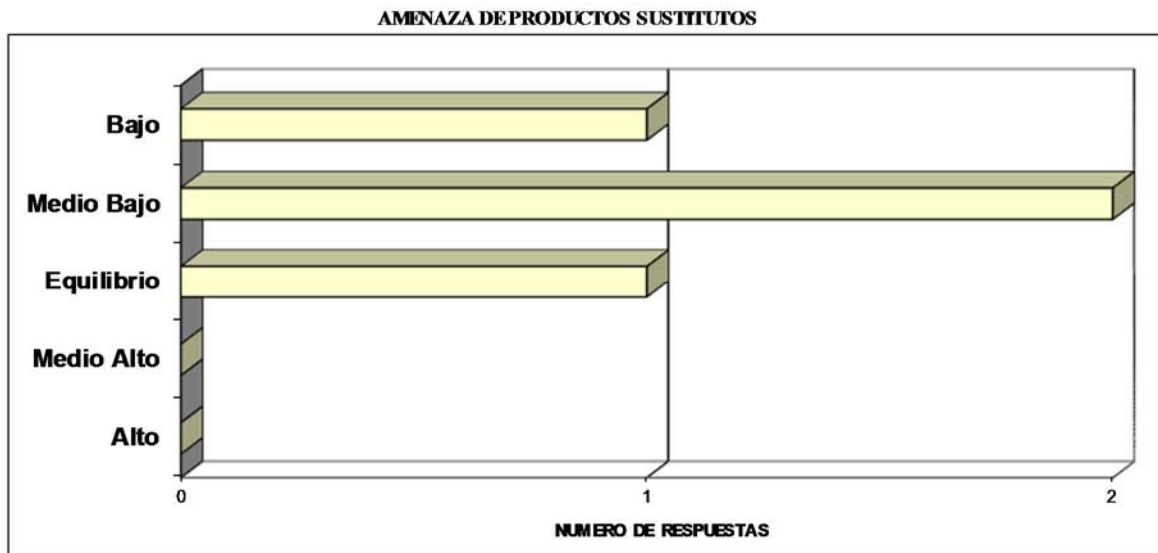 AMENAZA DE PRODUCTOS SUSTITUTOS
Bajo
Medio Bajo
Equilibrio
Medio Alto
Alto
0 1 2
NUMERO DE RESPUESTAS